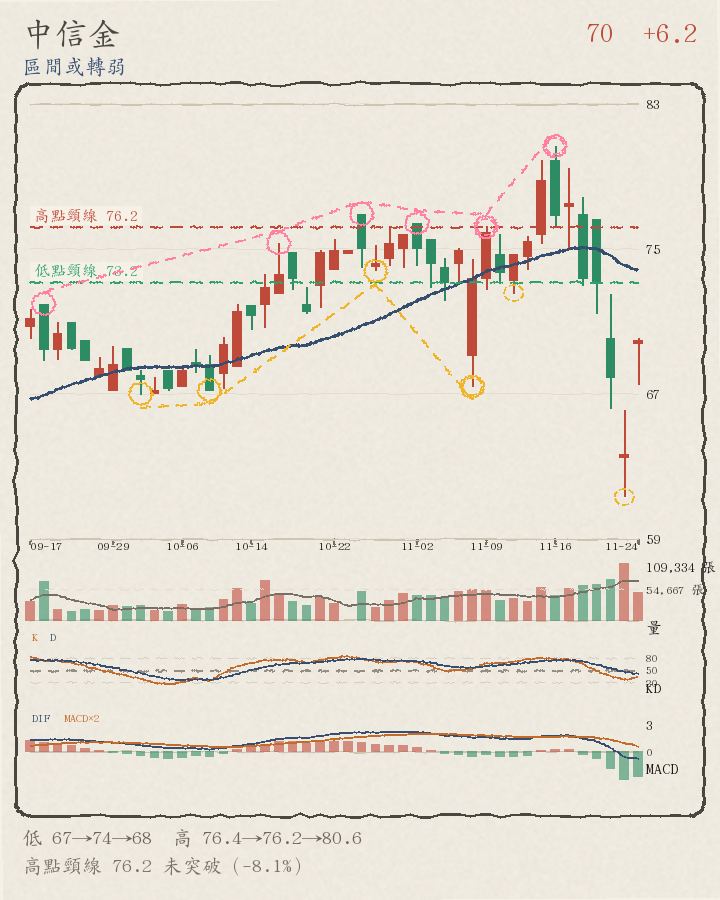 中信金
70 +6.2
區間或轉弱
83
高點頸線 76.2
75
低點頸線 73.2
67
59
09-17 09-29 10-06 10-14 10-22 11-02 11-09 11-16 11-24
109,334 張
54,667 張
量
K D
80
50
20
KD
DIF MACD×2
3
0
MACD
低 67→74→68 高 76.4→76.2→80.6
高點頸線 76.2 未突破 (-8.1%)